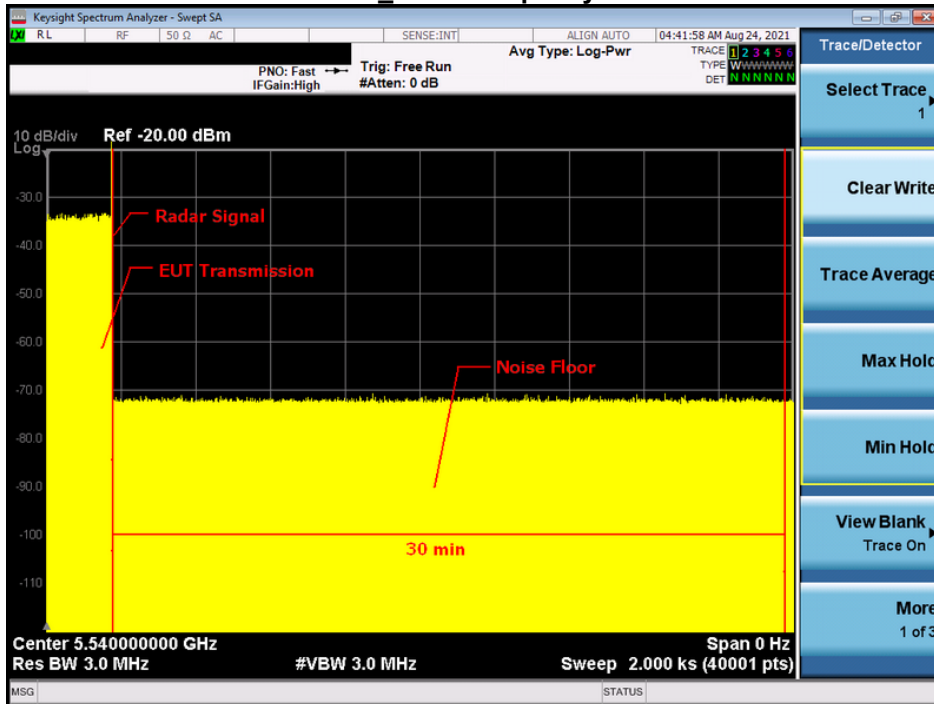 Keysight Spectrum Analyzer - Swept SA
LXI RL RF 50 Ω AC SENSE:INT ALIGN AUTO 04:41:58 AM Aug 24, 2021
Avg Type: Log-Pwr TRACE 1 2 3 4 5 6
PNO: Fast Trig: Free Run TYPE WWWWWW
IFGain:High #Atten: 0 dB DET N N N N N N
Trace/Detector
Select Trace
1
Clear Write
Trace Average
Max Hold
Min Hold
View Blank
Trace On
More
1 of 3
10 dB/div Ref -20.00 dBm
Log
-30.0
-40.0
-50.0
-60.0
-70.0
-80.0
-90.0
-100
-110
Radar Signal
EUT Transmission
Noise Floor
30 min
Center 5.540000000 GHz Span 0 Hz
Res BW 3.0 MHz #VBW 3.0 MHz Sweep 2.000 ks (40001 pts)
MSG STATUS